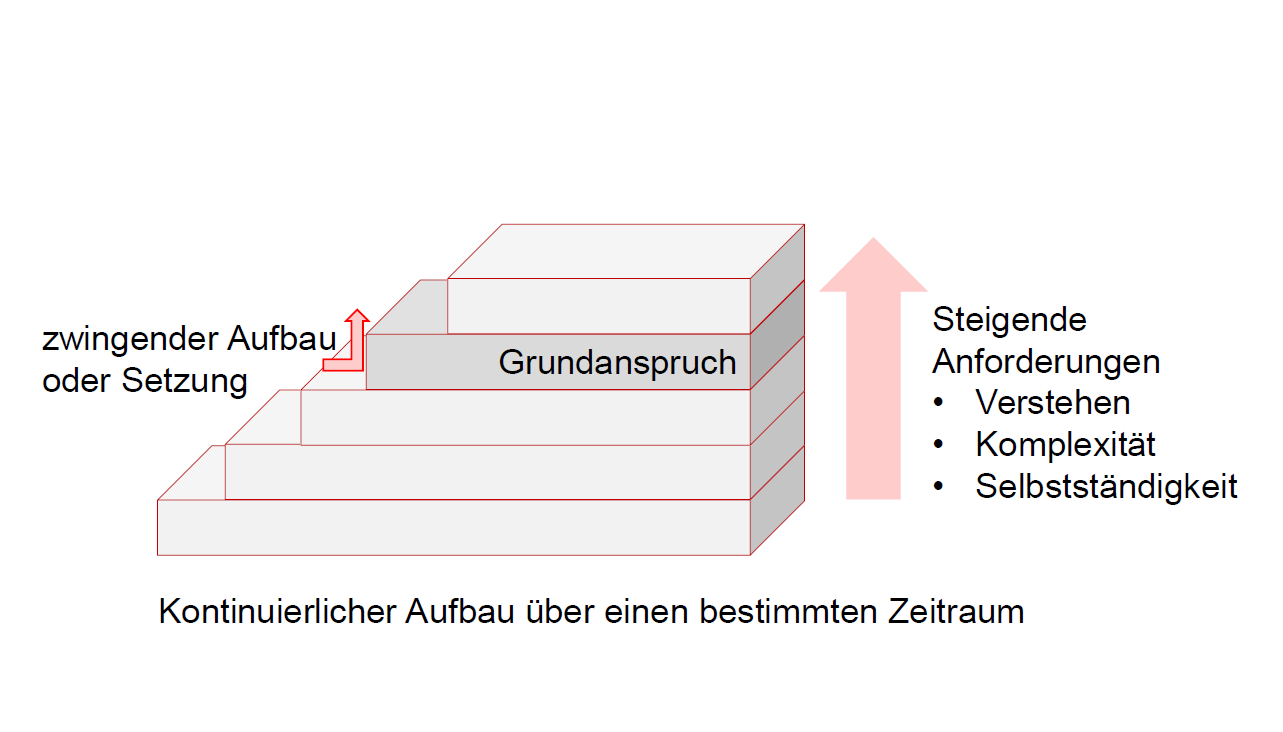 zwingender Aufbau
oder Setzung
Grundanspruch
Steigende
Anforderungen
• Verstehen
• Komplexität
• Selbstständigkeit
Kontinuierlicher Aufbau über einen bestimmten Zeitraum